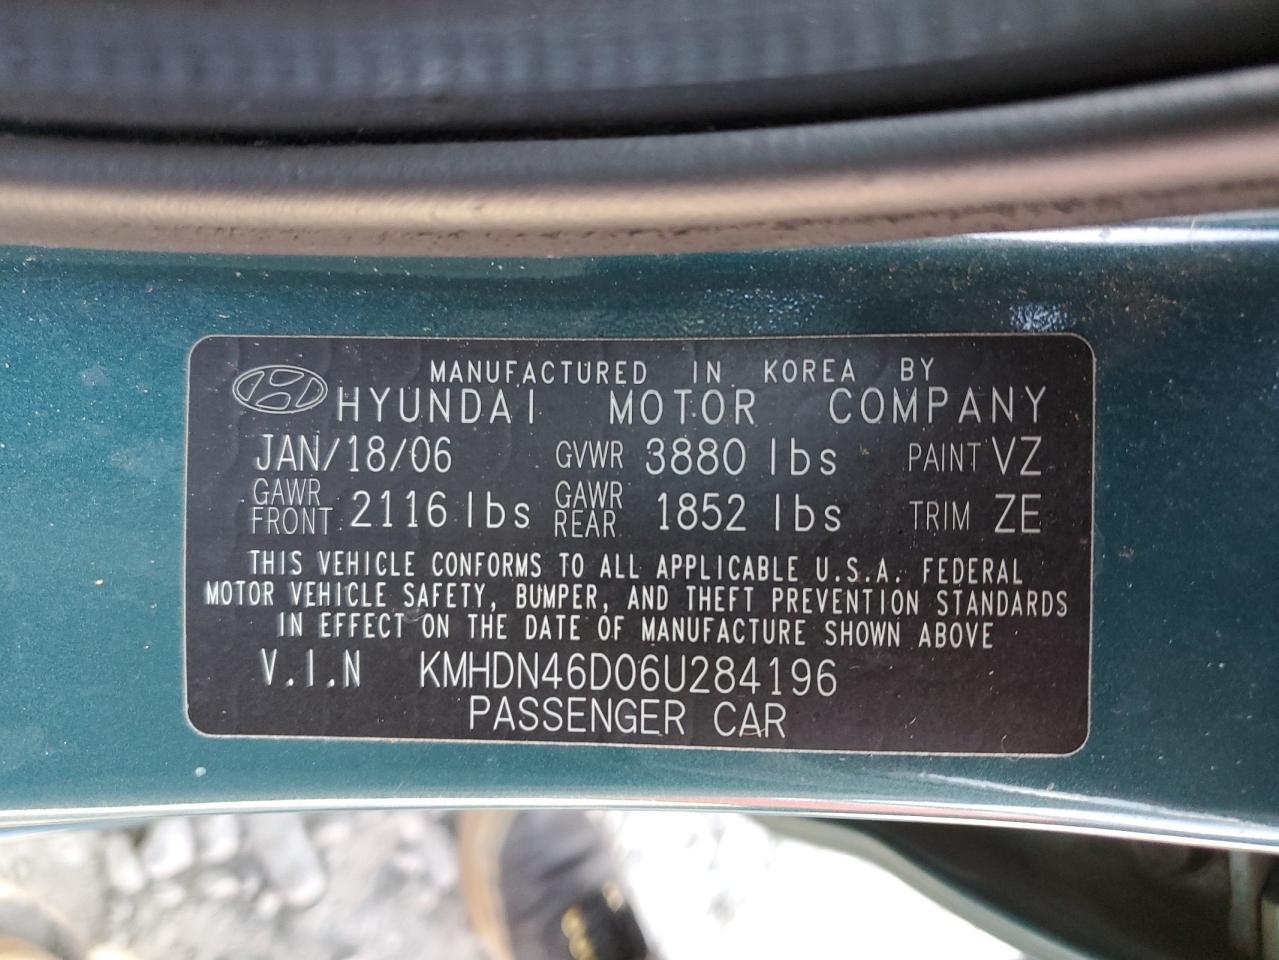 MANUFACTURED IN KOREA BY
HYUNDAI MOTOR COMPANY
JAN/18/06 GVWR 3880 lbs PAINT VZ
GAWR FRONT 2116 lbs GAWR REAR 1852 lbs TRIM ZE
THIS VEHICLE CONFORMS TO ALL APPLICABLE U.S.A. FEDERAL
MOTOR VEHICLE SAFETY, BUMPER, AND THEFT PREVENTION STANDARDS
IN EFFECT ON THE DATE OF MANUFACTURE SHOWN ABOVE
V.I.N KMHDN46D06U284196
PASSENGER CAR